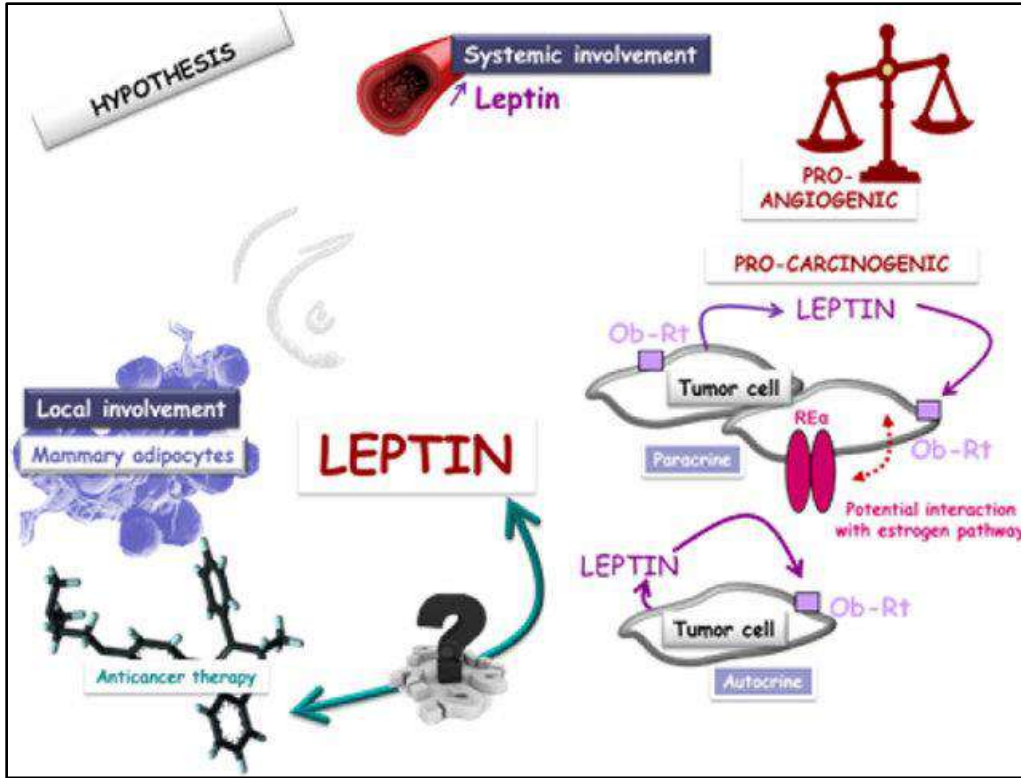 HYPOTHESIS
Systemic involvement
Leptin
PRO-
ANGIOGENIC
PRO-CARCINOGENIC
LEPTIN
Ob-Rt
Tumor cell
REα
Ob-Rt
Paracrine
Potential interaction
with estrogen pathway
Local involvement
Mammary adipocytes
LEPTIN
LEPTIN
Ob-Rt
Tumor cell
Autocrine
Anticancer therapy
?